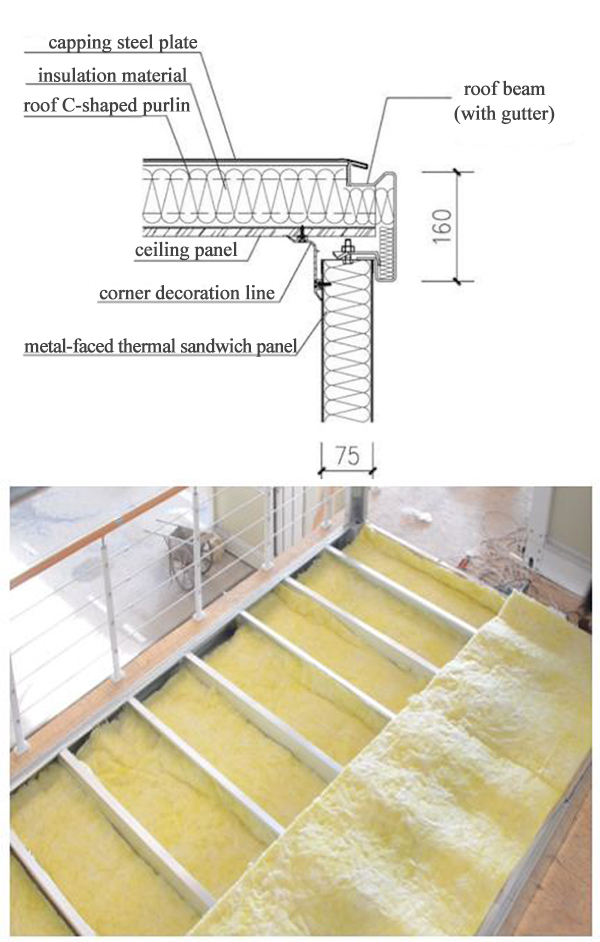 capping steel plate
insulation material
roof C-shaped purlin
roof beam
(with gutter)
160
ceiling panel
corner decoration line
metal-faced thermal sandwich panel
75